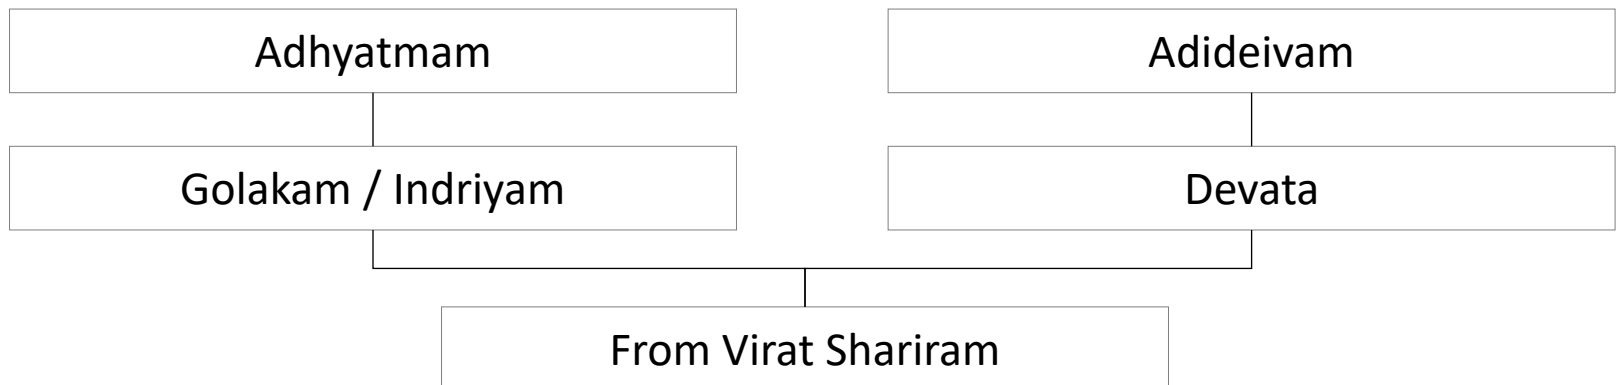 Adhyatmam
Adideivam
Golakam / Indriyam
Devata
From Virat Shariram